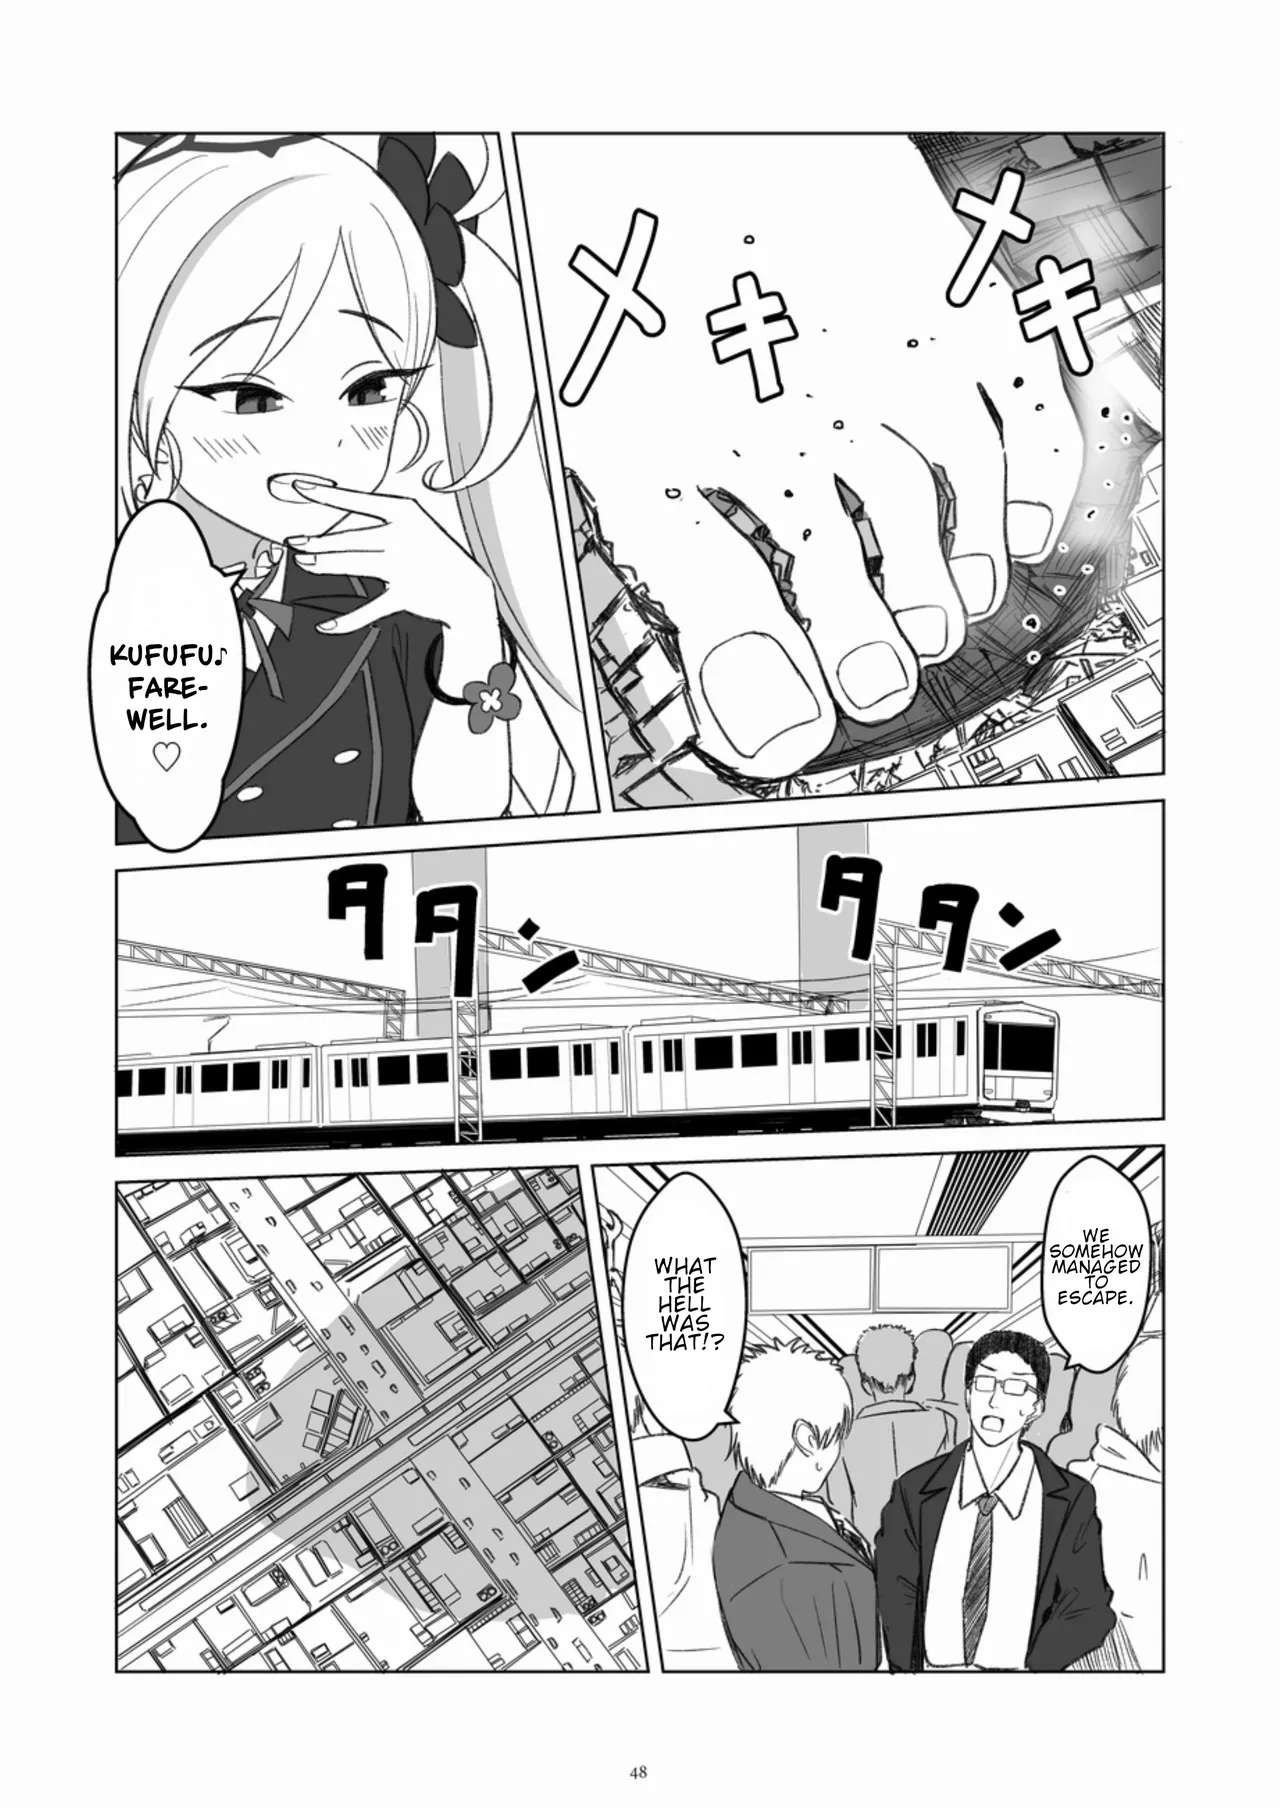 メキ
メキ
KUFUFU♪
FARE-
WELL.
♡
タタン
タタン
WE
SOMEHOW
MANAGED
TO
ESCAPE.
WHAT
THE
HELL
WAS
THAT!?
48